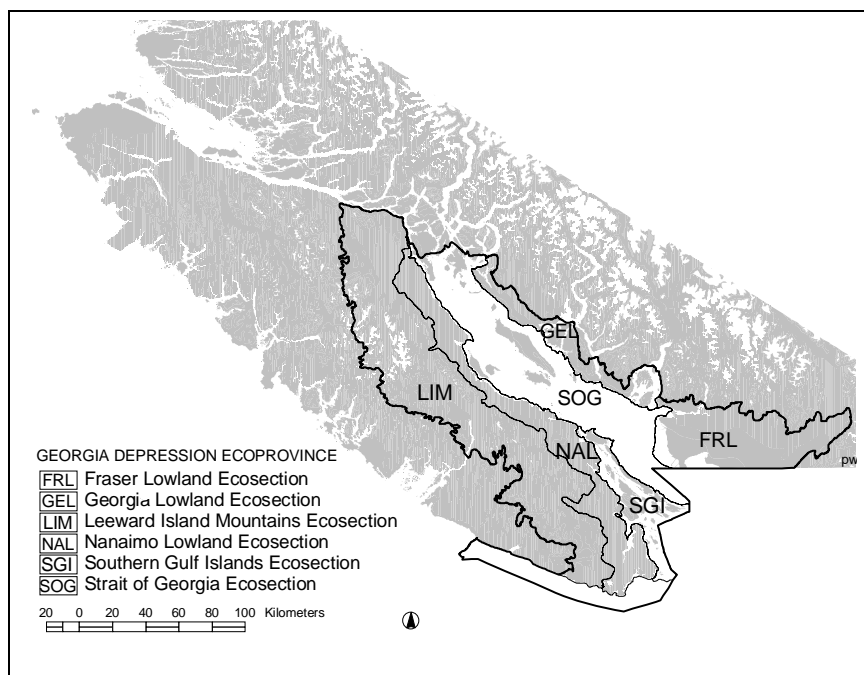 GEL
LIM
SOG
NAL
FRL
pw
SGI
GEORGIA DEPRESSION ECOPROVINCE
FRL Fraser Lowland Ecosection
GEL Georgia Lowland Ecosection
LIM Leeward Island Mountains Ecosection
NAL Nanaimo Lowland Ecosection
SGI Southern Gulf Islands Ecosection
SOG Strait of Georgia Ecosection
20 0 20 40 60 80 100 Kilometers